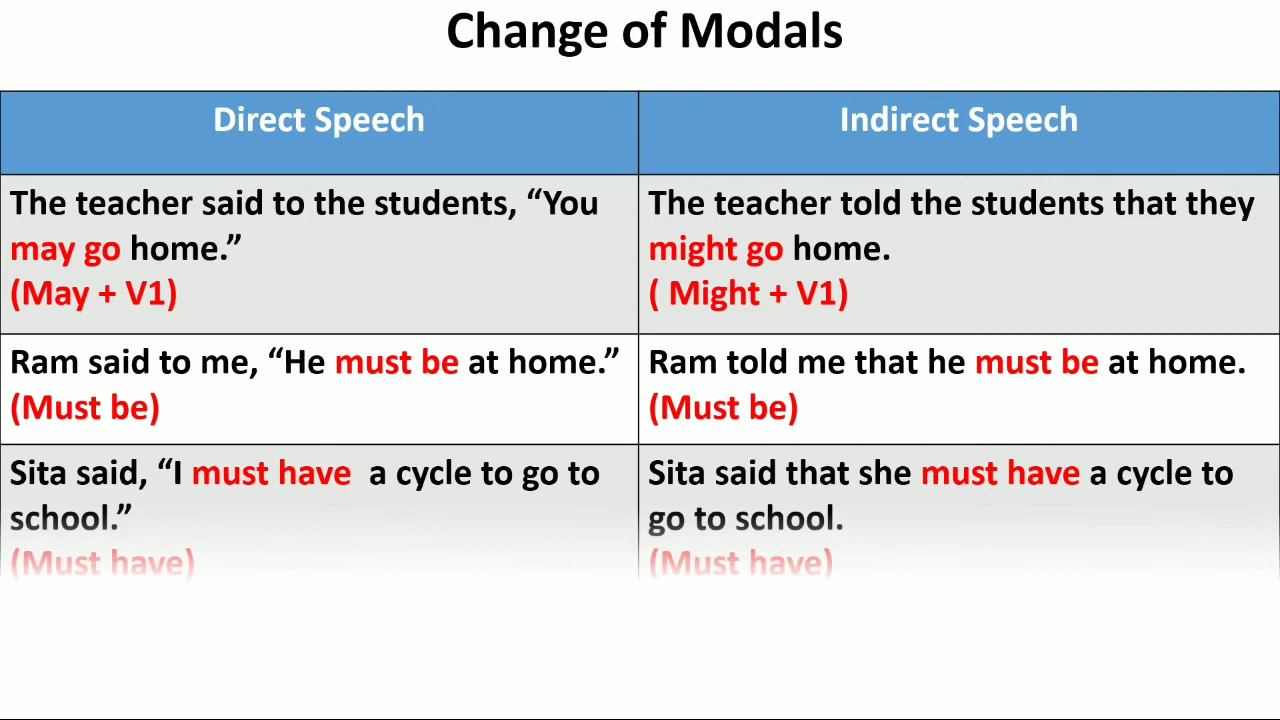 Change of Modals
Direct Speech
Indirect Speech
The teacher said to the students, “You
may go home.”
(May + V1)
The teacher told the students that they
might go home.
( Might + V1)
Ram said to me, “He must be at home.”
(Must be)
Ram told me that he must be at home.
(Must be)
Sita said, “I must have  a cycle to go to
school.”
(Must have)
Sita said that she must have a cycle to
go to school.
(Must have)